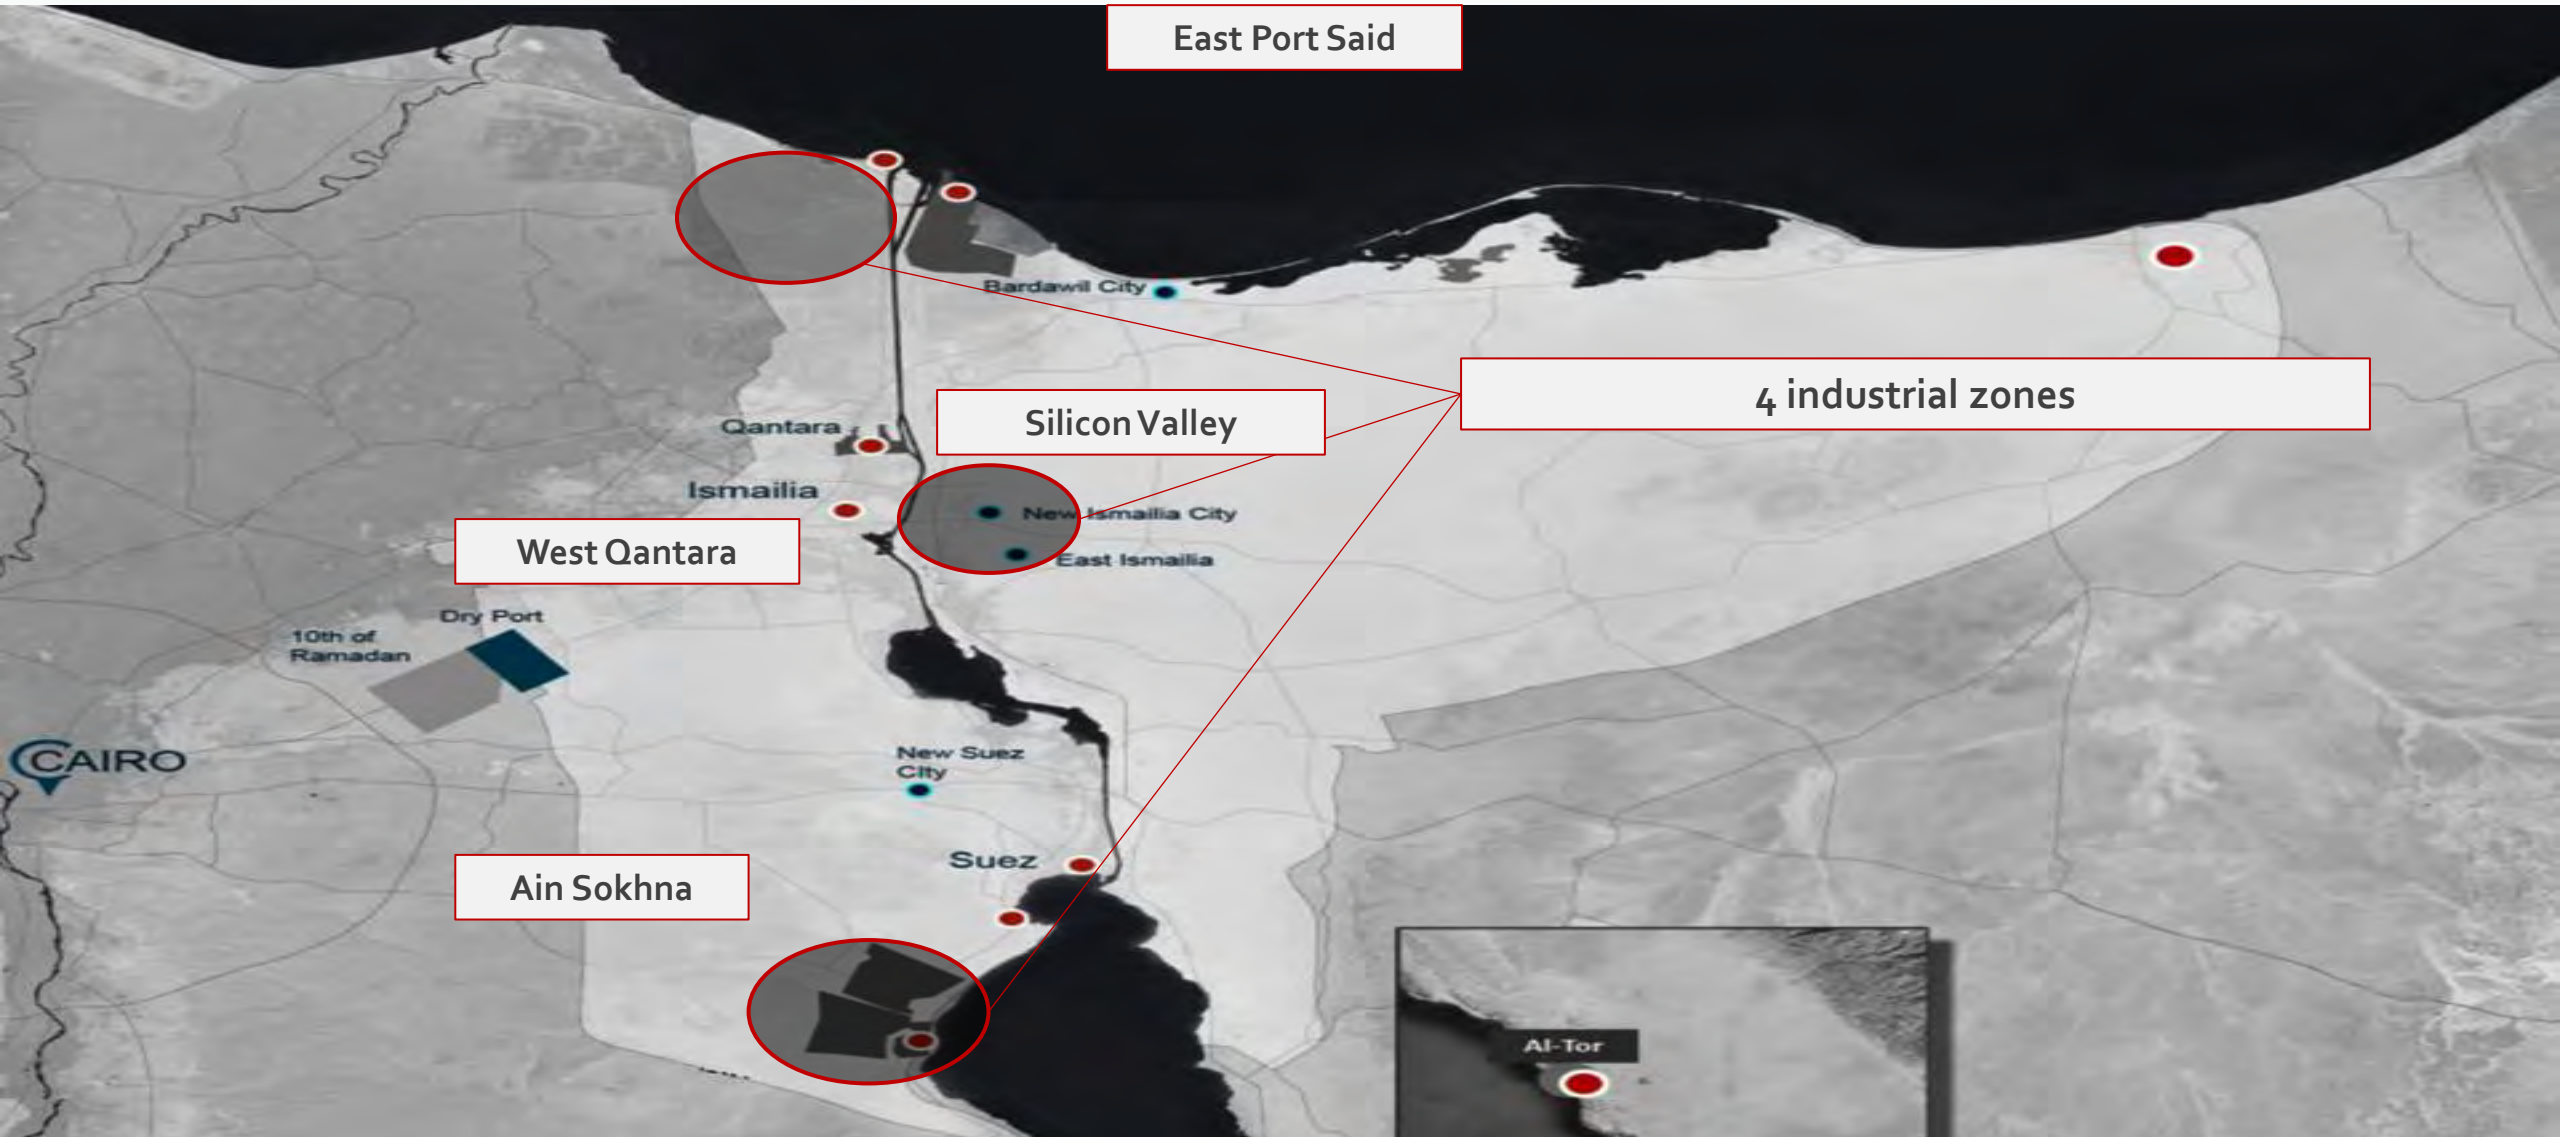 East Port Said
Bardawil City
4 industrial zones
Silicon Valley
Qantara
Ismailia
New Ismailia City
West Qantara
East Ismailia
Dry Port
10th of
Ramadan
CAIRO
New Suez
City
Suez
Ain Sokhna
Al-Tor